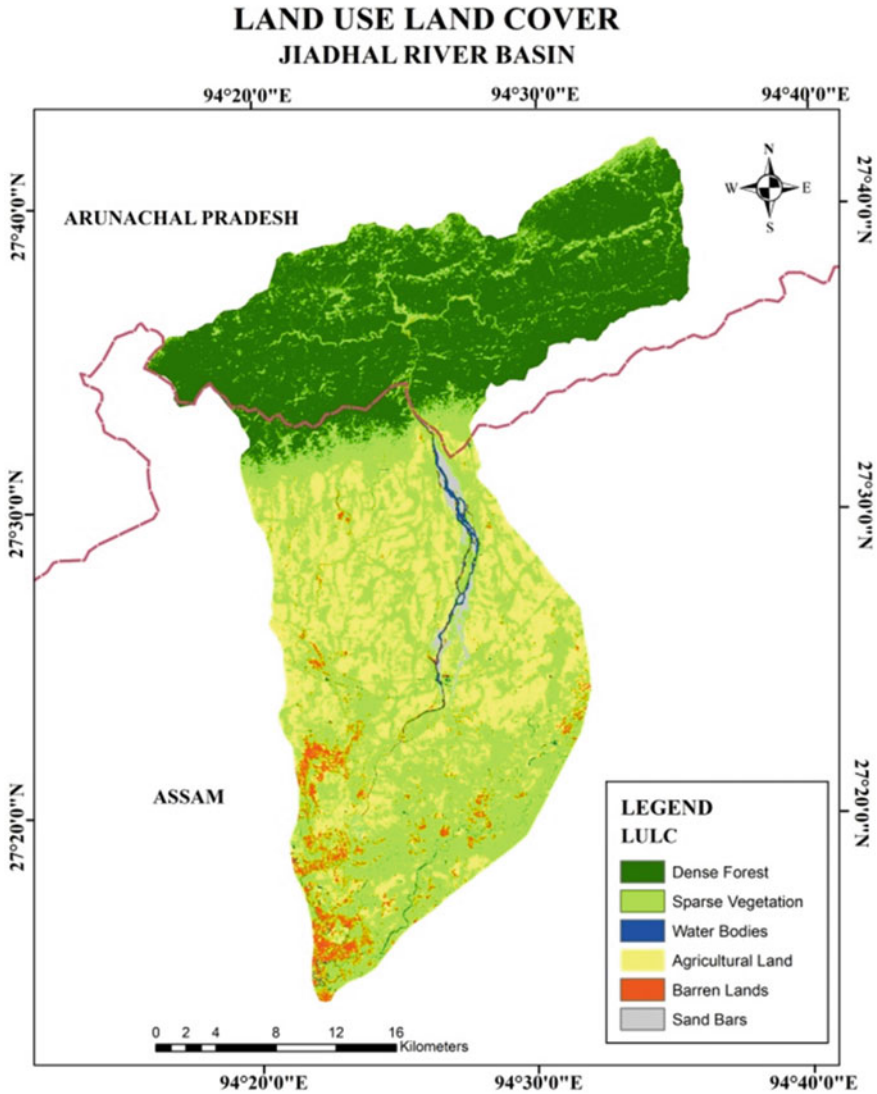 LAND USE LAND COVER
JIADHAL RIVER BASIN
94°20'0"E 94°30'0"E 94°40'0"E
N
W E
S
27°40'0"N
27°40'0"N
ARUNACHAL PRADESH
27°30'0"N
27°30'0"N
ASSAM
27°20'0"N
27°20'0"N
LEGEND
LULC
Dense Forest
Sparse Vegetation
Water Bodies
Agricultural Land
Barren Lands
Sand Bars
0 2 4 8 12 16
Kilometers
94°20'0"E 94°30'0"E 94°40'0"E